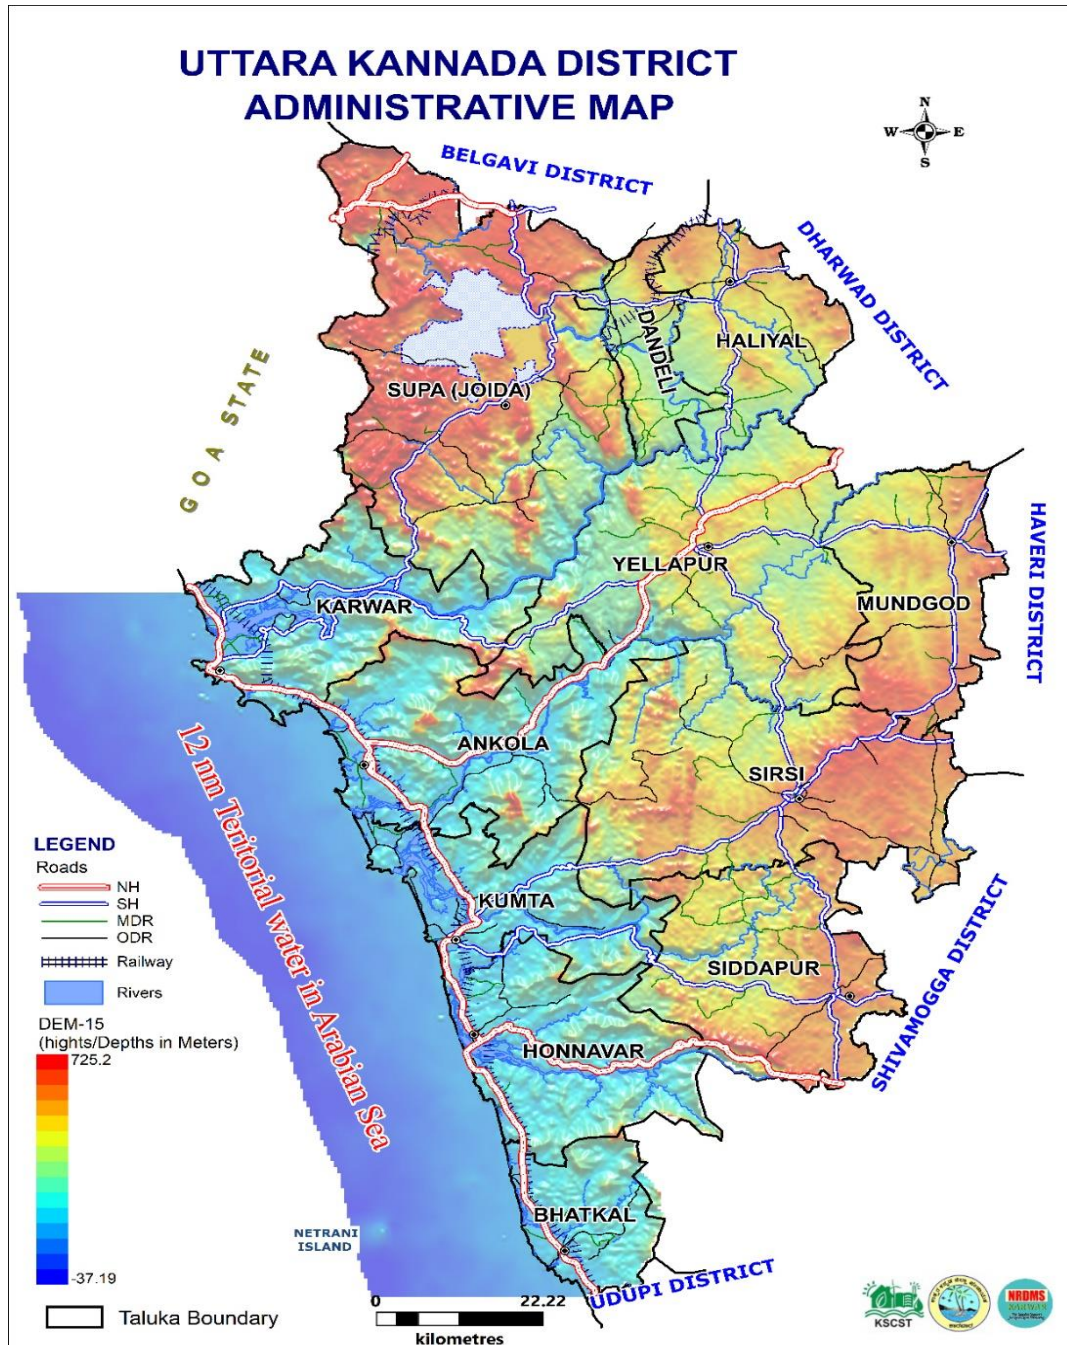 UTTARA KANNADA DISTRICT
ADMINISTRATIVE MAP
N
W E
S
BELGAVI DISTRICT
DHARWAD DISTRICT
GOA STATE
DANDELI
HALIYAL
SUPA (JOIDA)
HAVERI DISTRICT
YELLAPUR
KARWAR
MUNDGOD
ANKOLA
SIRSI
12 nm Teritorial water in Arabian Sea
KUMTA
SIDDAPUR
SHIVAMOGGA DISTRICT
HONNAVAR
BHATKAL
NETRANI
ISLAND
UDUPI DISTRICT
LEGEND
Roads
NH
SH
MDR
ODR
Railway
Rivers
DEM-15
(hights/Depths in Meters)
725.2
-37.19
Taluka Boundary
0 22.22
kilometres
KSCST
NRDMS